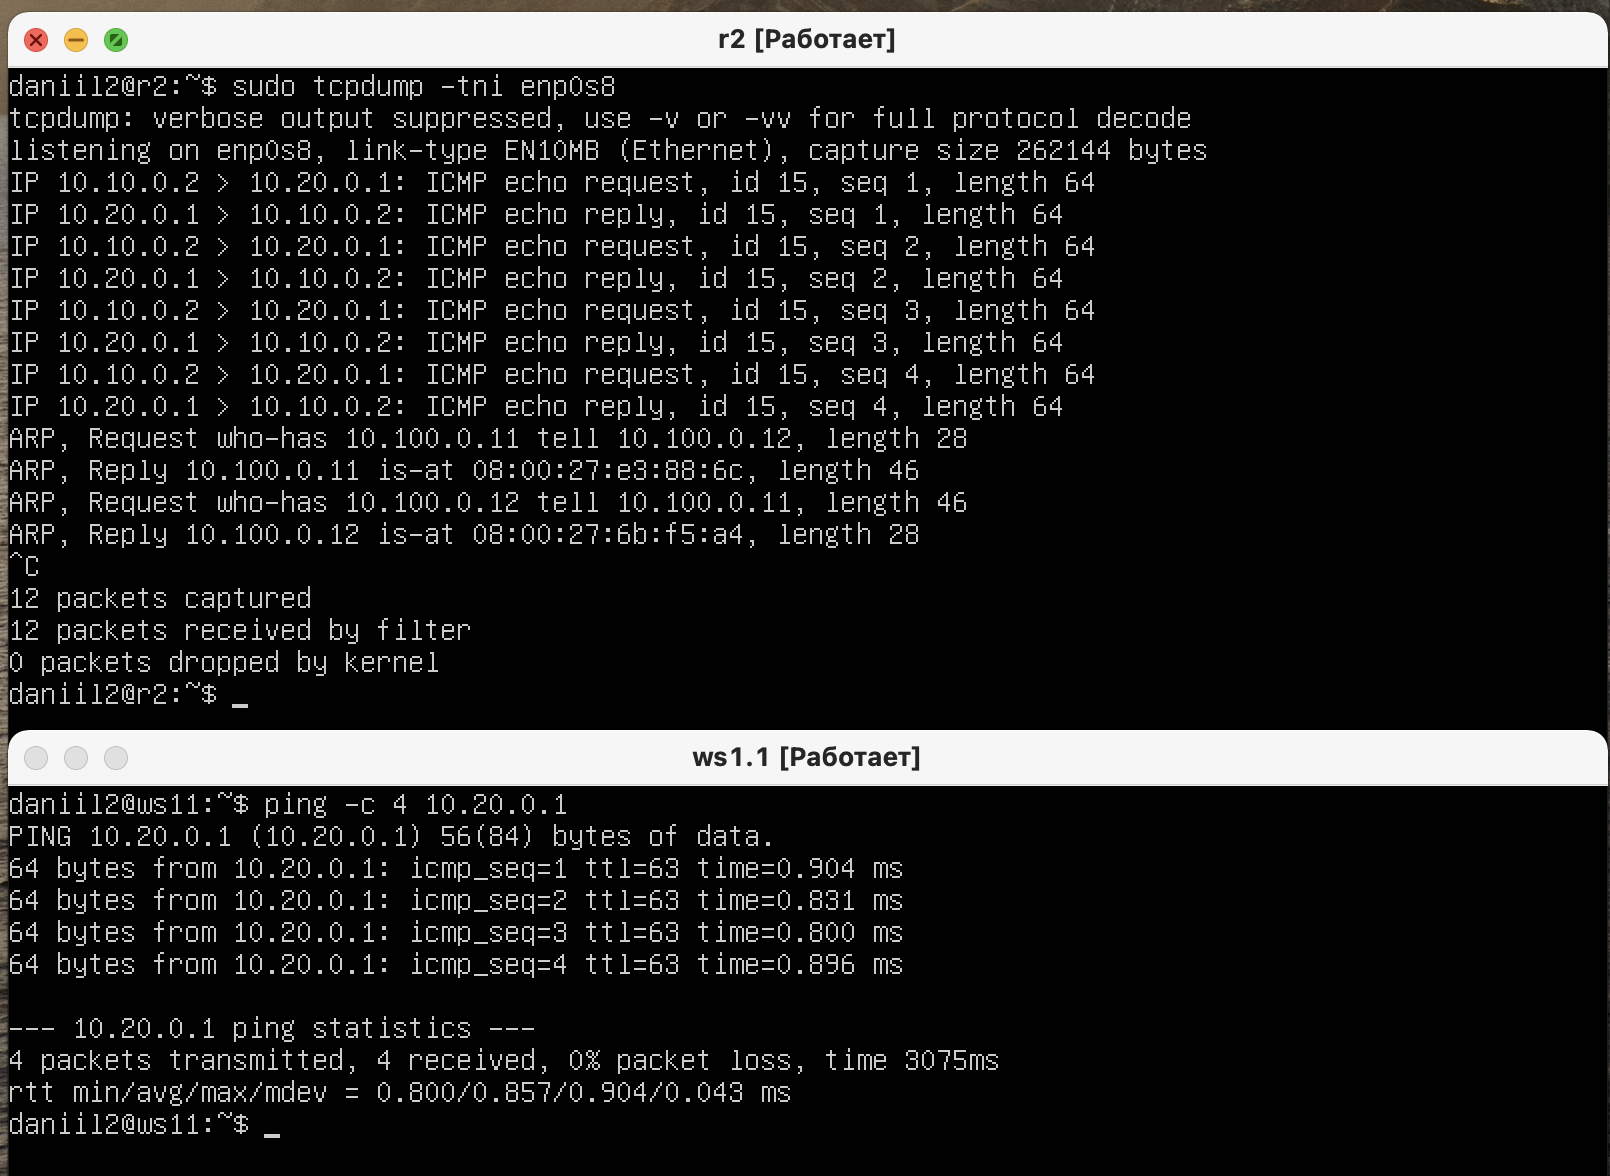 r2 [Работает]
daniil2@r2:~$ sudo tcpdump -tni enp0s8
tcpdump: verbose output suppressed, use -v or -vv for full protocol decode
listening on enp0s8, link-type EN10MB (Ethernet), capture size 262144 bytes
IP 10.10.0.2 > 10.20.0.1: ICMP echo request, id 15, seq 1, length 64
IP 10.20.0.1 > 10.10.0.2: ICMP echo reply, id 15, seq 1, length 64
IP 10.10.0.2 > 10.20.0.1: ICMP echo request, id 15, seq 2, length 64
IP 10.20.0.1 > 10.10.0.2: ICMP echo reply, id 15, seq 2, length 64
IP 10.10.0.2 > 10.20.0.1: ICMP echo request, id 15, seq 3, length 64
IP 10.20.0.1 > 10.10.0.2: ICMP echo reply, id 15, seq 3, length 64
IP 10.10.0.2 > 10.20.0.1: ICMP echo request, id 15, seq 4, length 64
IP 10.20.0.1 > 10.10.0.2: ICMP echo reply, id 15, seq 4, length 64
ARP, Request who-has 10.100.0.11 tell 10.100.0.12, length 28
ARP, Reply 10.100.0.11 is-at 08:00:27:e3:88:6c, length 46
ARP, Request who-has 10.100.0.12 tell 10.100.0.11, length 46
ARP, Reply 10.100.0.12 is-at 08:00:27:6b:f5:a4, length 28
^C
12 packets captured
12 packets received by filter
0 packets dropped by kernel
daniil2@r2:~$ _
ws1.1 [Работает]
daniil2@ws11:~$ ping -c 4 10.20.0.1
PING 10.20.0.1 (10.20.0.1) 56(84) bytes of data.
64 bytes from 10.20.0.1: icmp_seq=1 ttl=63 time=0.904 ms
64 bytes from 10.20.0.1: icmp_seq=2 ttl=63 time=0.831 ms
64 bytes from 10.20.0.1: icmp_seq=3 ttl=63 time=0.800 ms
64 bytes from 10.20.0.1: icmp_seq=4 ttl=63 time=0.896 ms
--- 10.20.0.1 ping statistics ---
4 packets transmitted, 4 received, 0% packet loss, time 3075ms
rtt min/avg/max/mdev = 0.800/0.857/0.904/0.043 ms
daniil2@ws11:~$ _